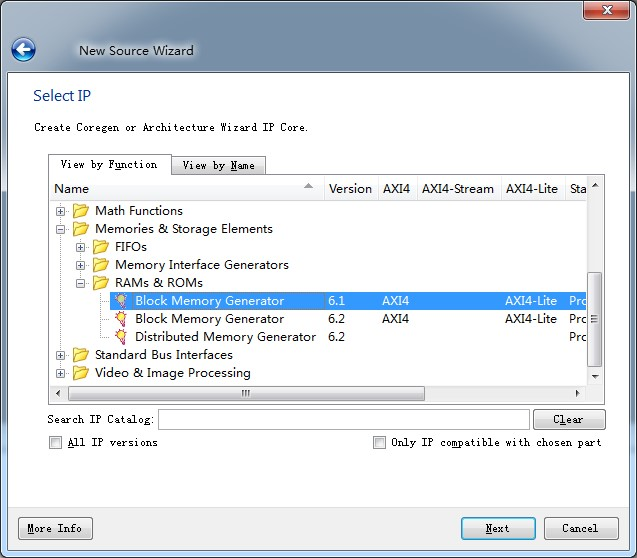 New Source Wizard
Select IP
Create Coregen or Architecture Wizard IP Core.
View by Function View by Name
Name Version AXI4 AXI4-Stream AXI4-Lite Sta
Math Functions
Memories & Storage Elements
FIFOs
Memory Interface Generators
RAMs & ROMs
Block Memory Generator 6.1 AXI4 AXI4-Lite Pro
Block Memory Generator 6.2 AXI4 AXI4-Lite Pro
Distributed Memory Generator 6.2 Pro
Standard Bus Interfaces
Video & Image Processing
Search IP Catalog: Clear
All IP versions Only IP compatible with chosen part
More Info Next Cancel